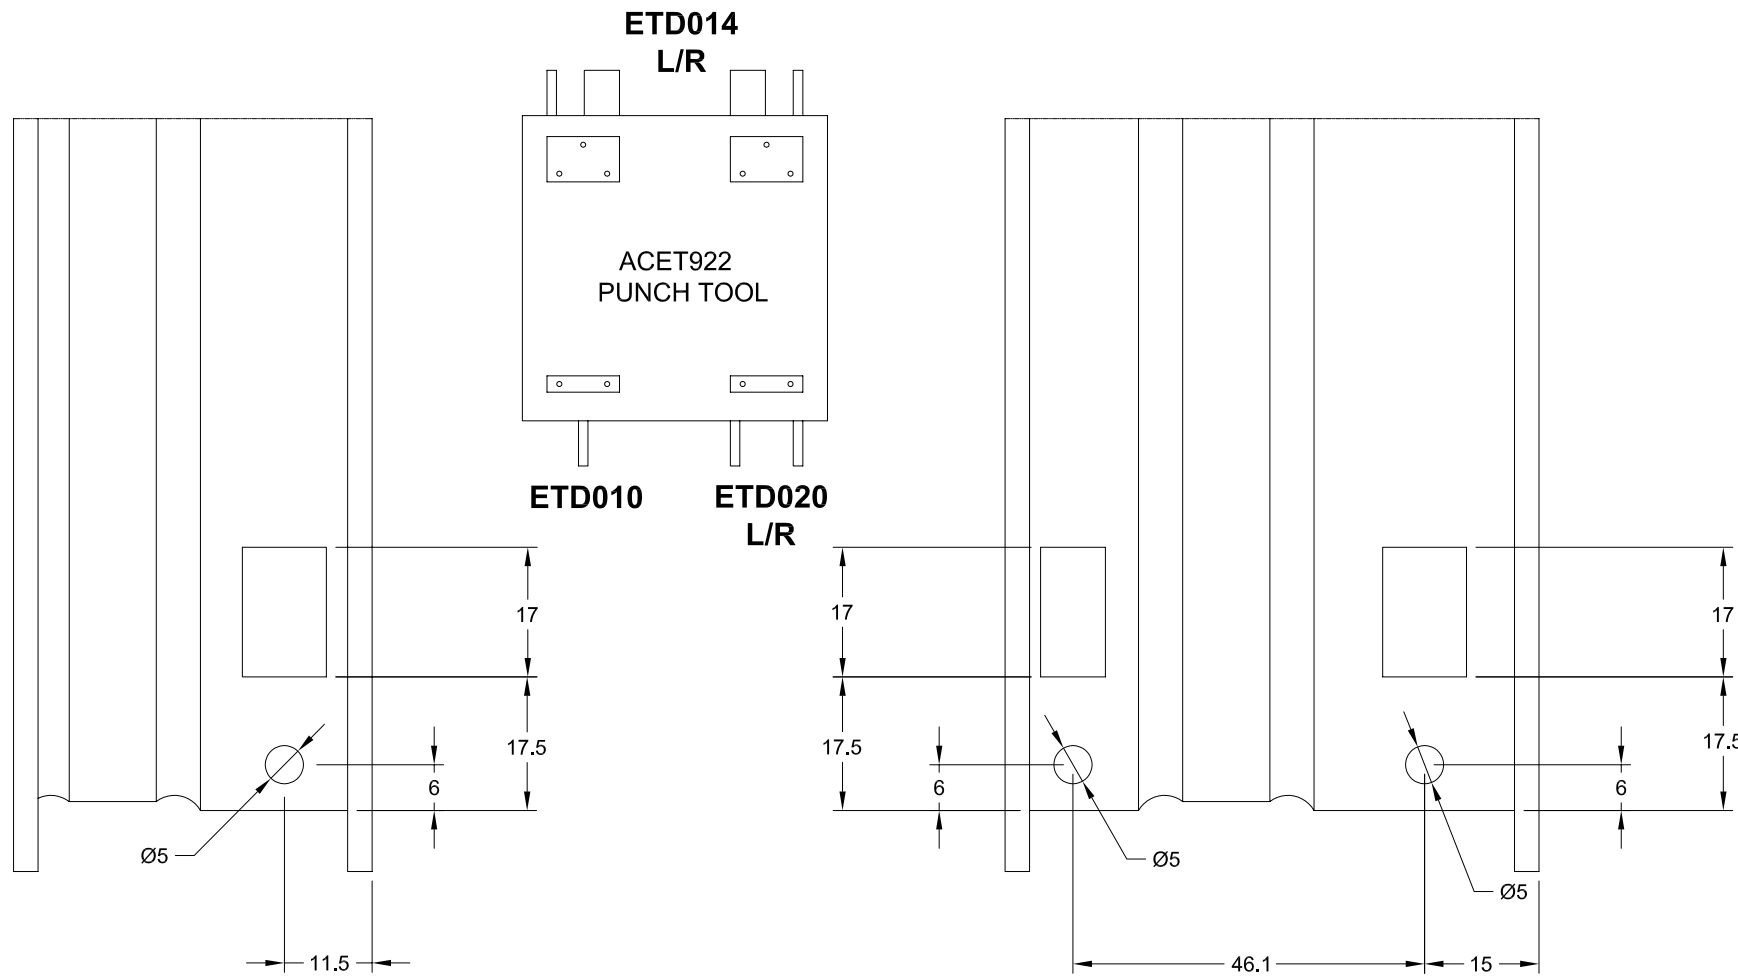 ETD014
L/R
ACET922
PUNCH TOOL
ETD010
ETD020
L/R
17
17.5
6
Ø5
11.5
17
17.5
6
Ø5
46.1
17
17.5
6
Ø5
15